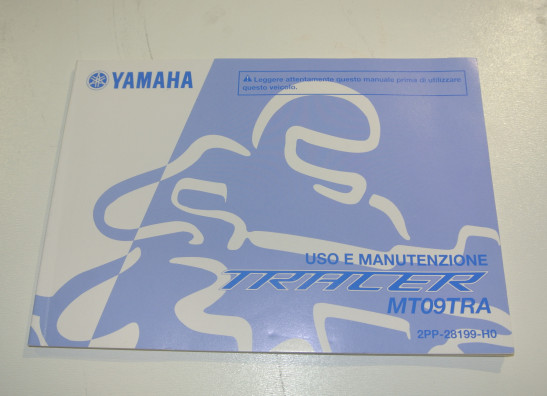 YAMAHA
⚠ Leggere attentamente questo manuale prima di utilizzare
questo veicolo.
USO E MANUTENZIONE
TRACER
MT09TRA
2PP-28199-H0